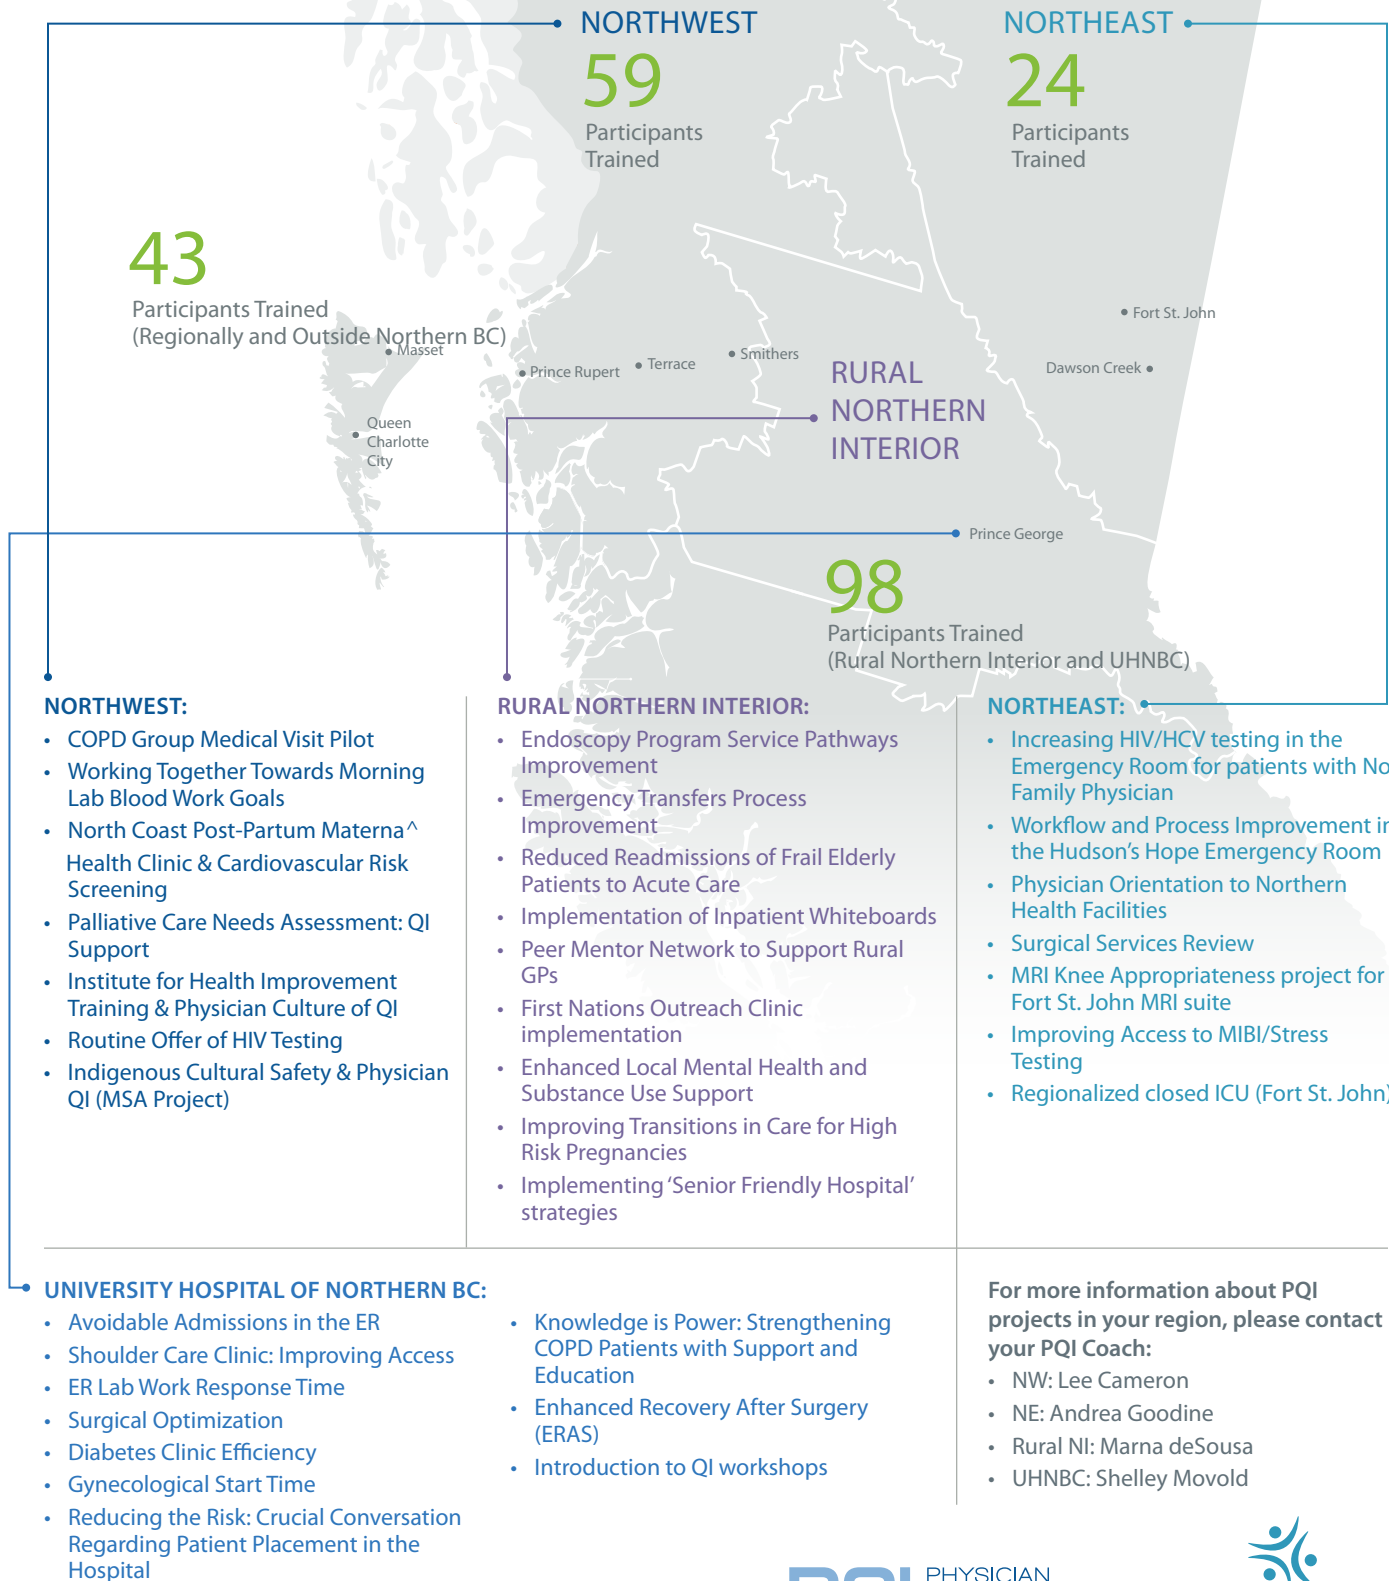 NORTHWEST
59
Participants
Trained
NORTHEAST
24
Participants
Trained
43
Participants Trained
(Regionally and Outside Northern BC)
Masset
Queen
Charlotte
City
Prince Rupert
Terrace
Smithers
Fort St. John
Dawson Creek
RURAL
NORTHERN
INTERIOR
Prince George
98
Participants Trained
(Rural Northern Interior and UHNBC)
NORTHWEST:
• COPD Group Medical Visit Pilot
• Working Together Towards Morning
Lab Blood Work Goals
• North Coast Post-Partum Materna^
Health Clinic & Cardiovascular Risk
Screening
• Palliative Care Needs Assessment: QI
Support
• Institute for Health Improvement
Training & Physician Culture of QI
• Routine Offer of HIV Testing
• Indigenous Cultural Safety & Physician
QI (MSA Project)
RURAL NORTHERN INTERIOR:
• Endoscopy Program Service Pathways
Improvement
• Emergency Transfers Process
Improvement
• Reduced Readmissions of Frail Elderly
Patients to Acute Care
• Implementation of Inpatient Whiteboards
• Peer Mentor Network to Support Rural
GPs
• First Nations Outreach Clinic
implementation
• Enhanced Local Mental Health and
Substance Use Support
• Improving Transitions in Care for High
Risk Pregnancies
• Implementing ‘Senior Friendly Hospital’
strategies
NORTHEAST:
• Increasing HIV/HCV testing in the
Emergency Room for patients with No
Family Physician
• Workflow and Process Improvement in
the Hudson’s Hope Emergency Room
• Physician Orientation to Northern
Health Facilities
• Surgical Services Review
• MRI Knee Appropriateness project for
Fort St. John MRI suite
• Improving Access to MIBI/Stress
Testing
• Regionalized closed ICU (Fort St. John)
UNIVERSITY HOSPITAL OF NORTHERN BC:
• Avoidable Admissions in the ER
• Shoulder Care Clinic: Improving Access
• ER Lab Work Response Time
• Surgical Optimization
• Diabetes Clinic Efficiency
• Gynecological Start Time
• Reducing the Risk: Crucial Conversation
Regarding Patient Placement in the
Hospital
• Knowledge is Power: Strengthening
COPD Patients with Support and
Education
• Enhanced Recovery After Surgery
(ERAS)
• Introduction to QI workshops
For more information about PQI
projects in your region, please contact
your PQI Coach:
• NW: Lee Cameron
• NE: Andrea Goodine
• Rural NI: Marna deSousa
• UHNBC: Shelley Movold
PQI PHYSICIAN